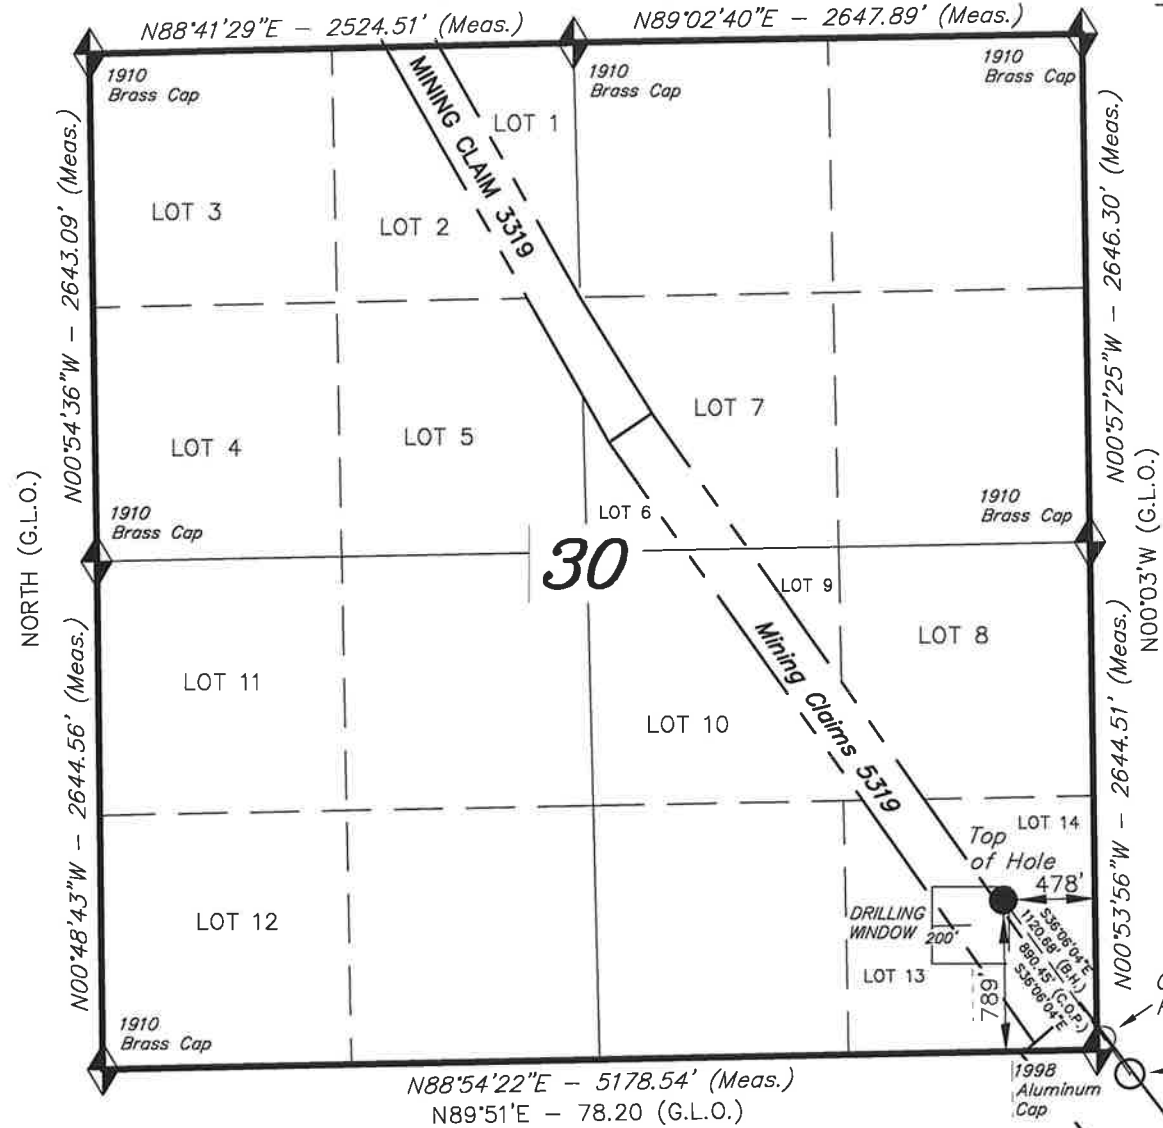 N88°41'29"E – 2524.51' (Meas.)
N89°02'40"E – 2647.89' (Meas.)
1910
Brass Cap
1910
Brass Cap
1910
Brass Cap
MINING CLAIM 3319
LOT 1
LOT 3
LOT 2
N00°54'36"W – 2643.09' (Meas.)
N00°57'25"W – 2646.30' (Meas.)
LOT 7
LOT 4
LOT 5
NORTH (G.L.O.)
N00°03'W (G.L.O.)
1910
Brass Cap
LOT 6
1910
Brass Cap
30
LOT 9
LOT 8
Mining Claims 5319
LOT 11
LOT 10
N00°48'43"W – 2644.56' (Meas.)
N00°53'56"W – 2644.51' (Meas.)
LOT 14
Top
of Hole
478'
LOT 12
DRILLING
WINDOW
200'
S36°06'04"E
1120.68' (B.H.)
890.45' (C.O.P.)
S36°06'04"E
LOT 13
789'
1910
Brass Cap
1998
Aluminum
Cap
N88°54'22"E – 5178.54' (Meas.)
N89°51'E – 78.20 (G.L.O.)